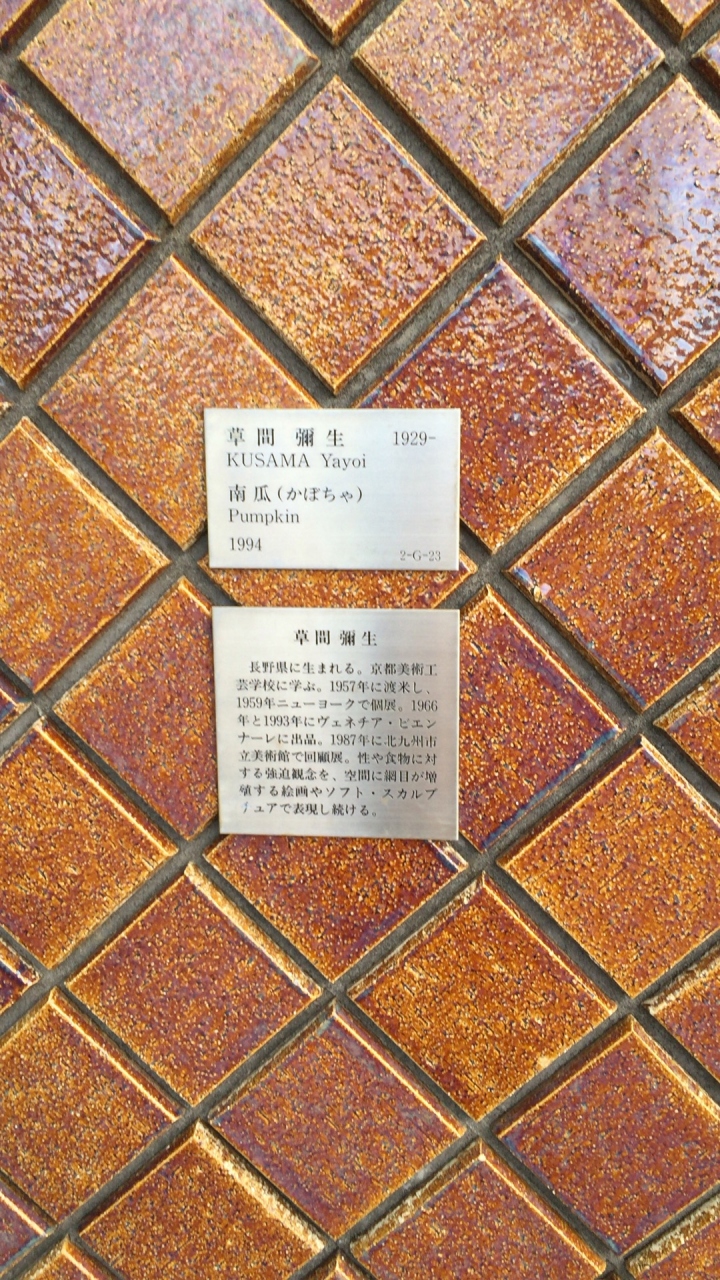 草間 彌生 1929-
KUSAMA Yayoi
南瓜(かぼちゃ)
Pumpkin
1994
2-G-23
草間彌生
長野県に生まれる。京都美術工
芸学校に学ぶ。1957年に渡米し、
1959年ニューヨークで個展。1966
年と1993年にヴェネチア・ビエン
ナーレに出品。1987年に北九州市
立美術館で回顧展。性や食物に対
する強迫観念を、空間に網目が増
殖する絵画やソフト・スカルプ
チュアで表現し続ける。